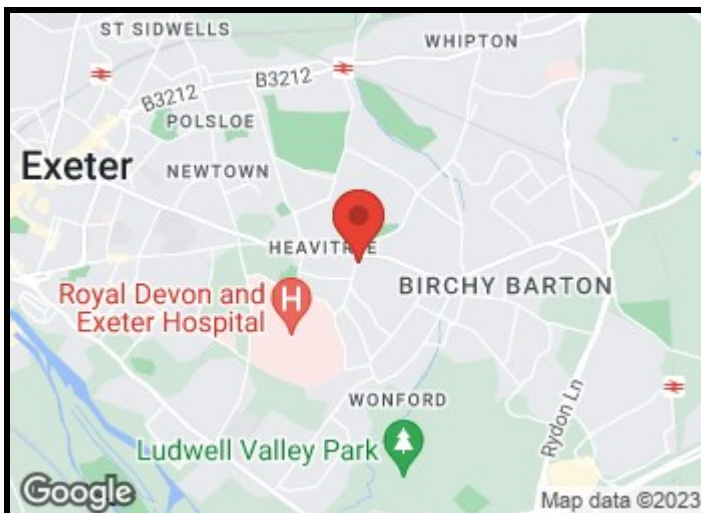 ST SIDWELLS
WHIPTON
B3212
B3212
POLSLOE
Exeter
NEWTOWN
HEAVITREE
BIRCHY BARTON
Royal Devon and
Exeter Hospital
H
WONFORD
Rydon Ln
Ludwell Valley Park
Google
Map data ©2023